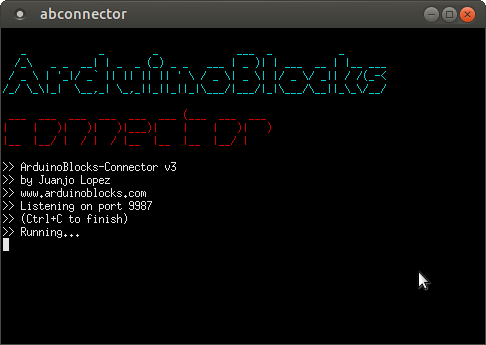 abconnector
ArduinoBlocks
connector
>> ArduinoBlocks-Connector v3
>> by Juanjo Lopez
>> www.arduinoblocks.com
>> Listening on port 9987
>> (Ctrl+C to finish)
>> Running...